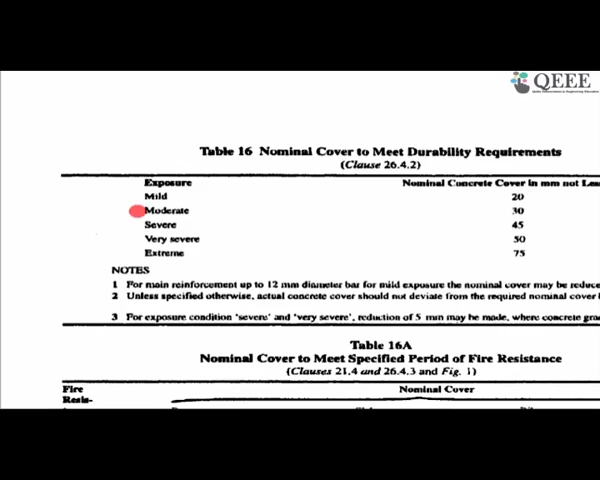 QEEE
Table 16 Nominal Cover to Meet Durability Requirements
(Clause 26.4.2)
Exposure Nominal Concrete Cover in mm not Les
Mild 20
Moderate 30
Severe 45
Very severe 50
Extreme 75
NOTES
1 For main reinforcement up to 12 mm diameter bar for mild exposure the nominal cover may be reduce
2 Unless specified otherwise, actual concrete cover should not deviate from the required nominal cover
3 For exposure condition 'severe' and 'very severe', reduction of 5 mm may be made, where concrete gra
Table 16A
Nominal Cover to Meet Specified Period of Fire Resistance
(Clauses 21.4 and 26.4.3 and Fig. 1)
Fire Nominal Cover
Resis-